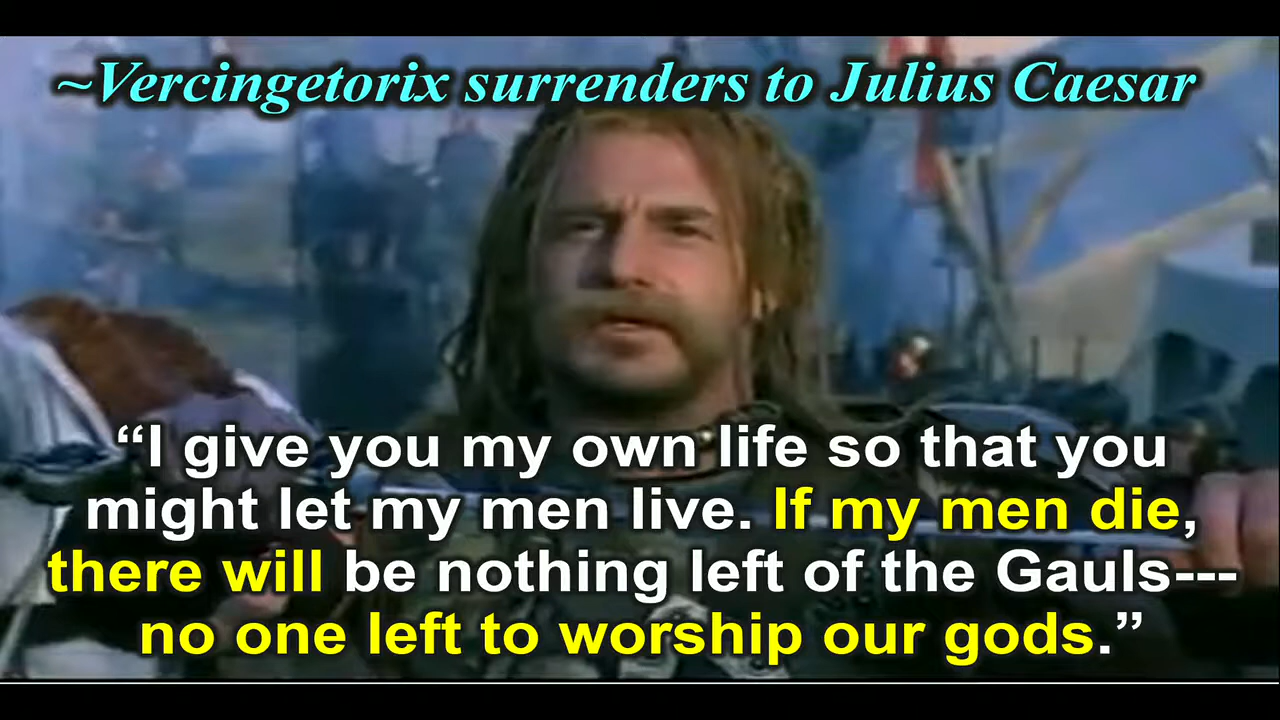 ~Vercingetorix surrenders to Julius Caesar
“I give you my own life so that you
might let my men live. If my men die,
there will be nothing left of the Gauls---
no one left to worship our gods.”